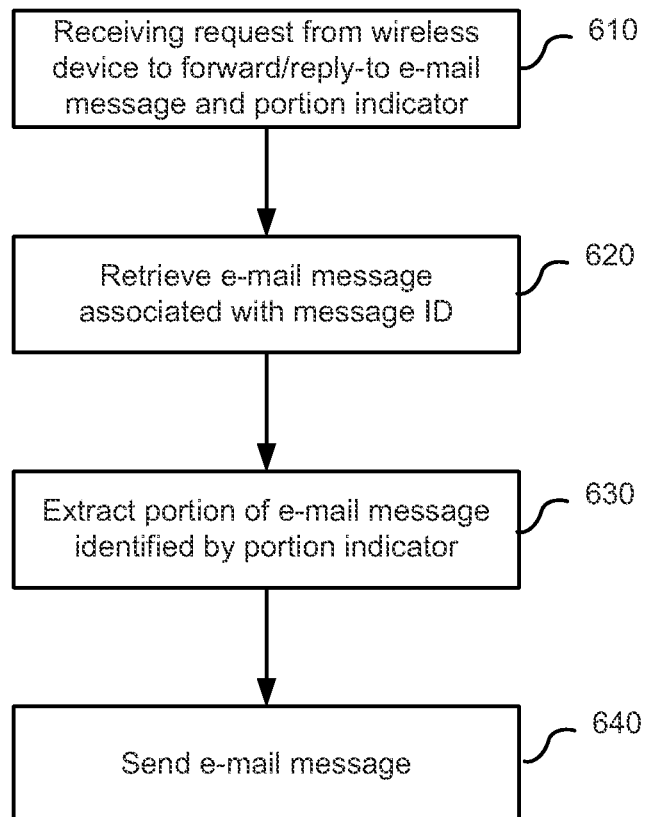 Receiving request from wireless
device to forward/reply-to e-mail
message and portion indicator
610
Retrieve e-mail message
associated with message ID
620
Extract portion of e-mail message
identified by portion indicator
630
Send e-mail message
640